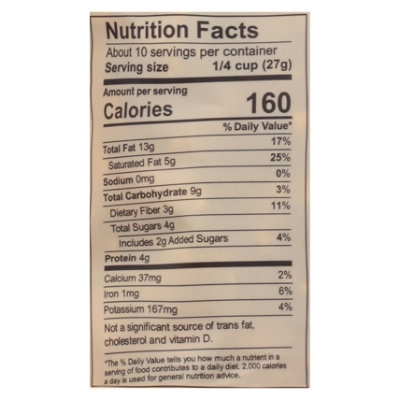 Nutrition Facts
About 10 servings per container
Serving size 1/4 cup (27g)
Amount per serving
Calories 160
% Daily Value*
Total Fat 13g 17%
Saturated Fat 5g 25%
Sodium 0mg 0%
Total Carbohydrate 9g 3%
Dietary Fiber 3g 11%
Total Sugars 4g
Includes 2g Added Sugars 4%
Protein 4g
Calcium 37mg 2%
Iron 1mg 6%
Potassium 167mg 4%
Not a significant source of trans fat,
cholesterol and vitamin D.
*The % Daily Value tells you how much a nutrient in a
serving of food contributes to a daily diet. 2,000 calories
a day is used for general nutrition advice.